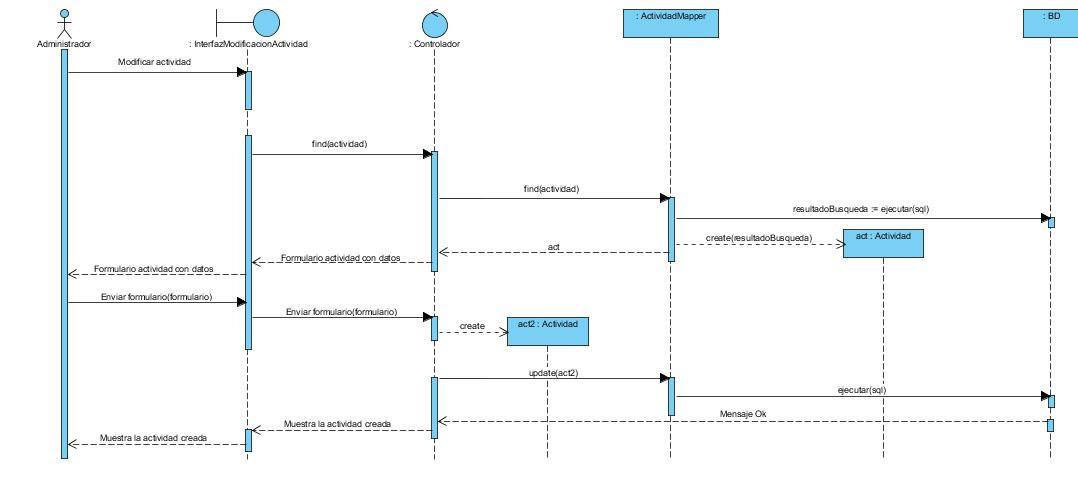 : ActividadMapper
: BD
Administrador
: InterfazModificacionActividad
: Controlador
Modificar actividad
find(actividad)
find(actividad)
resultadoBusqueda := ejecutar(sql)
create(resultadoBusqueda)
act : Actividad
act
Formulario actividad con datos
Formulario actividad con datos
Enviar formulario(formulario)
Enviar formulario(formulario)
create
act2 : Actividad
update(act2)
ejecutar(sql)
Mensaje Ok
Muestra la actividad creada
Muestra la actividad creada